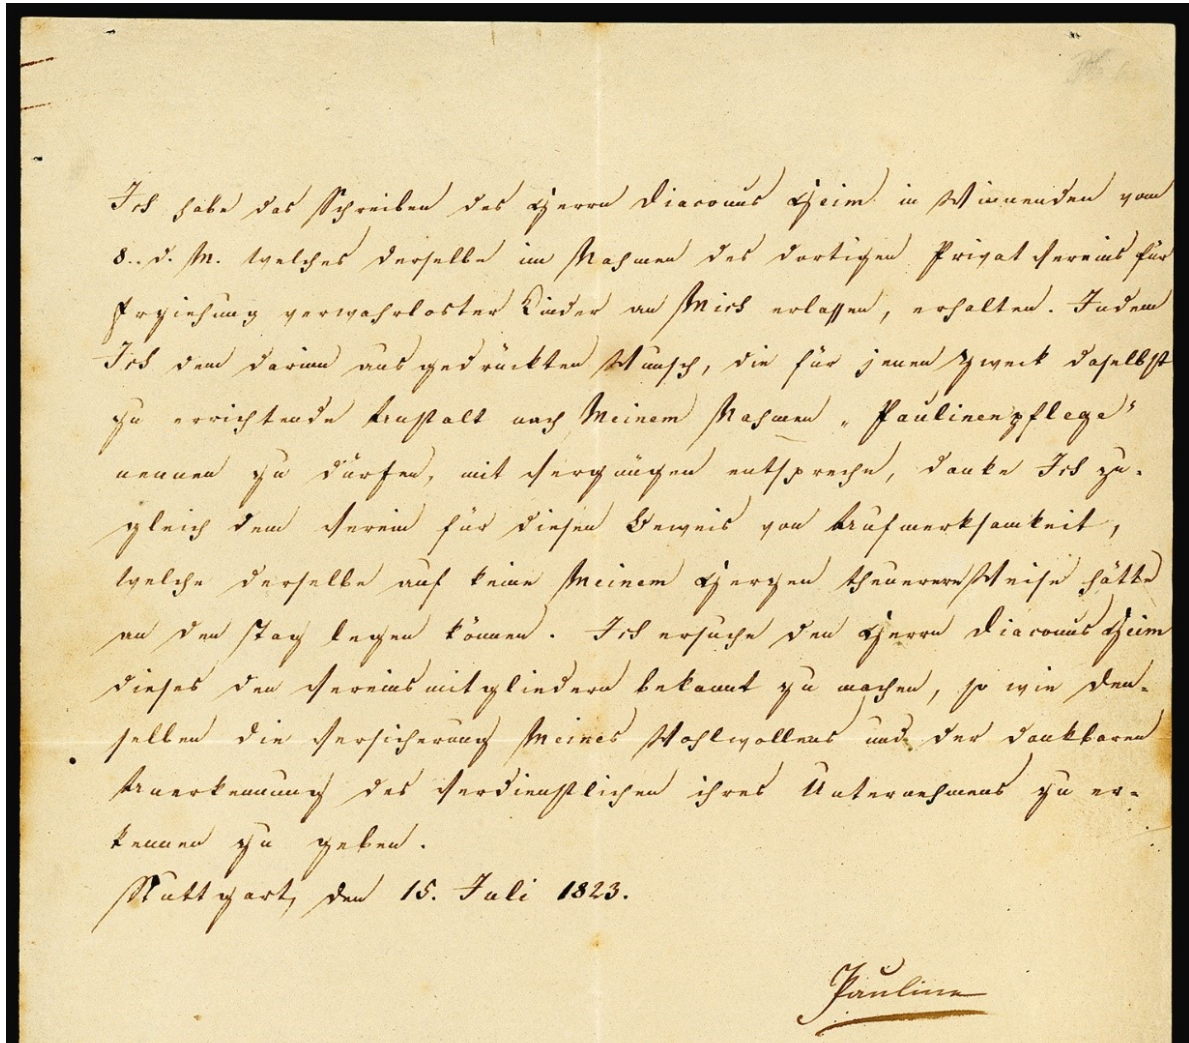 Ich habe das Schreiben des Herrn Diaconus Heim in Winnenden vom
8. d. M. welches derselbe im Nahmen des dortigen Privat Vereins für
Erziehung verwahrloster Kinder an Mich erlassen, erhalten. Indem
Ich dem darinn ausgedrückten Wunsch, die für jenen Zweck daselbst
zu errichtende Anstalt nach Meinem Nahmen „Paulinenpflege“
nennen zu dürfen, mit Vergnügen entspreche, danke Ich zu-
gleich dem Verein für diesen Beweis von Aufmerksamkeit,
welche derselbe auf keine Meinem Herzen theuerere Weise hätte
an den Tag legen können. Ich ersuche den Herrn Diaconus Heim
dieses den Vereinsmitgliedern bekannt zu machen, so wie den-
selben die Versicherung Meines Wohlwollens und der dankbaren
Anerkennung des Verdienstlichen ihres Unternehmens zu er-
kennen zu geben.
Stuttgart, den 15. Juli 1823.
Pauline